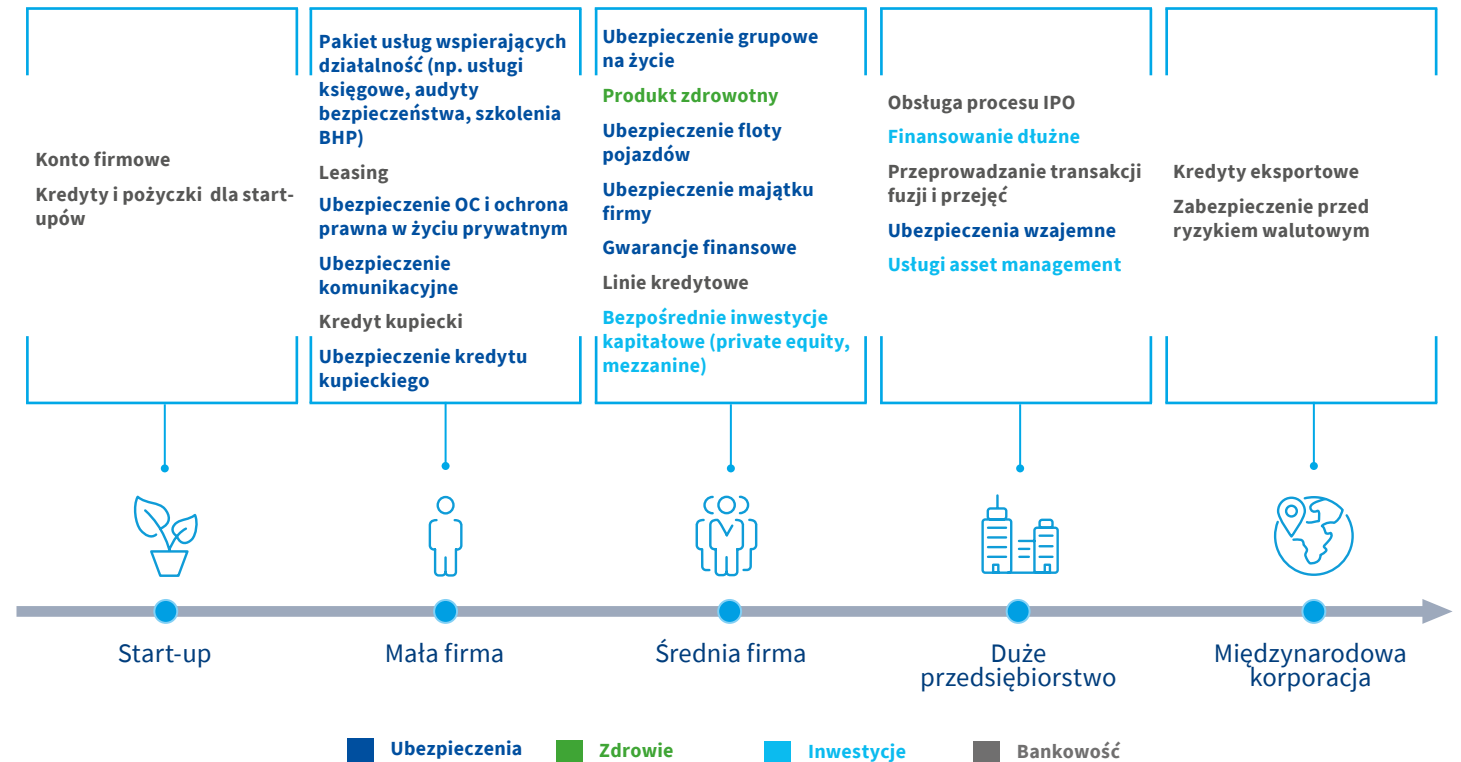 Konto firmowe
Kredyty i pożyczki dla start-
upów
Pakiet usług wspierających
działalność (np. usługi
księgowe, audyty
bezpieczeństwa, szkolenia
BHP)
Leasing
Ubezpieczenie OC i ochrona
prawna w życiu prywatnym
Ubezpieczenie
komunikacyjne
Kredyt kupiecki
Ubezpieczenie kredytu
kupieckiego
Ubezpieczenie grupowe
na życie
Produkt zdrowotny
Ubezpieczenie floty
pojazdów
Ubezpieczenie majątku
firmy
Gwarancje finansowe
Linie kredytowe
Bezpośrednie inwestycje
kapitałowe (private equity,
mezzanine)
Obsługa procesu IPO
Finansowanie dłużne
Przeprowadzanie transakcji
fuzji i przejęć
Ubezpieczenia wzajemne
Usługi asset management
Kredyty eksportowe
Zabezpieczenie przed
ryzykiem walutowym
Start-up
Mała firma
Średnia firma
Duże
przedsiębiorstwo
Międzynarodowa
korporacja
Ubezpieczenia
Zdrowie
Inwestycje
Bankowość